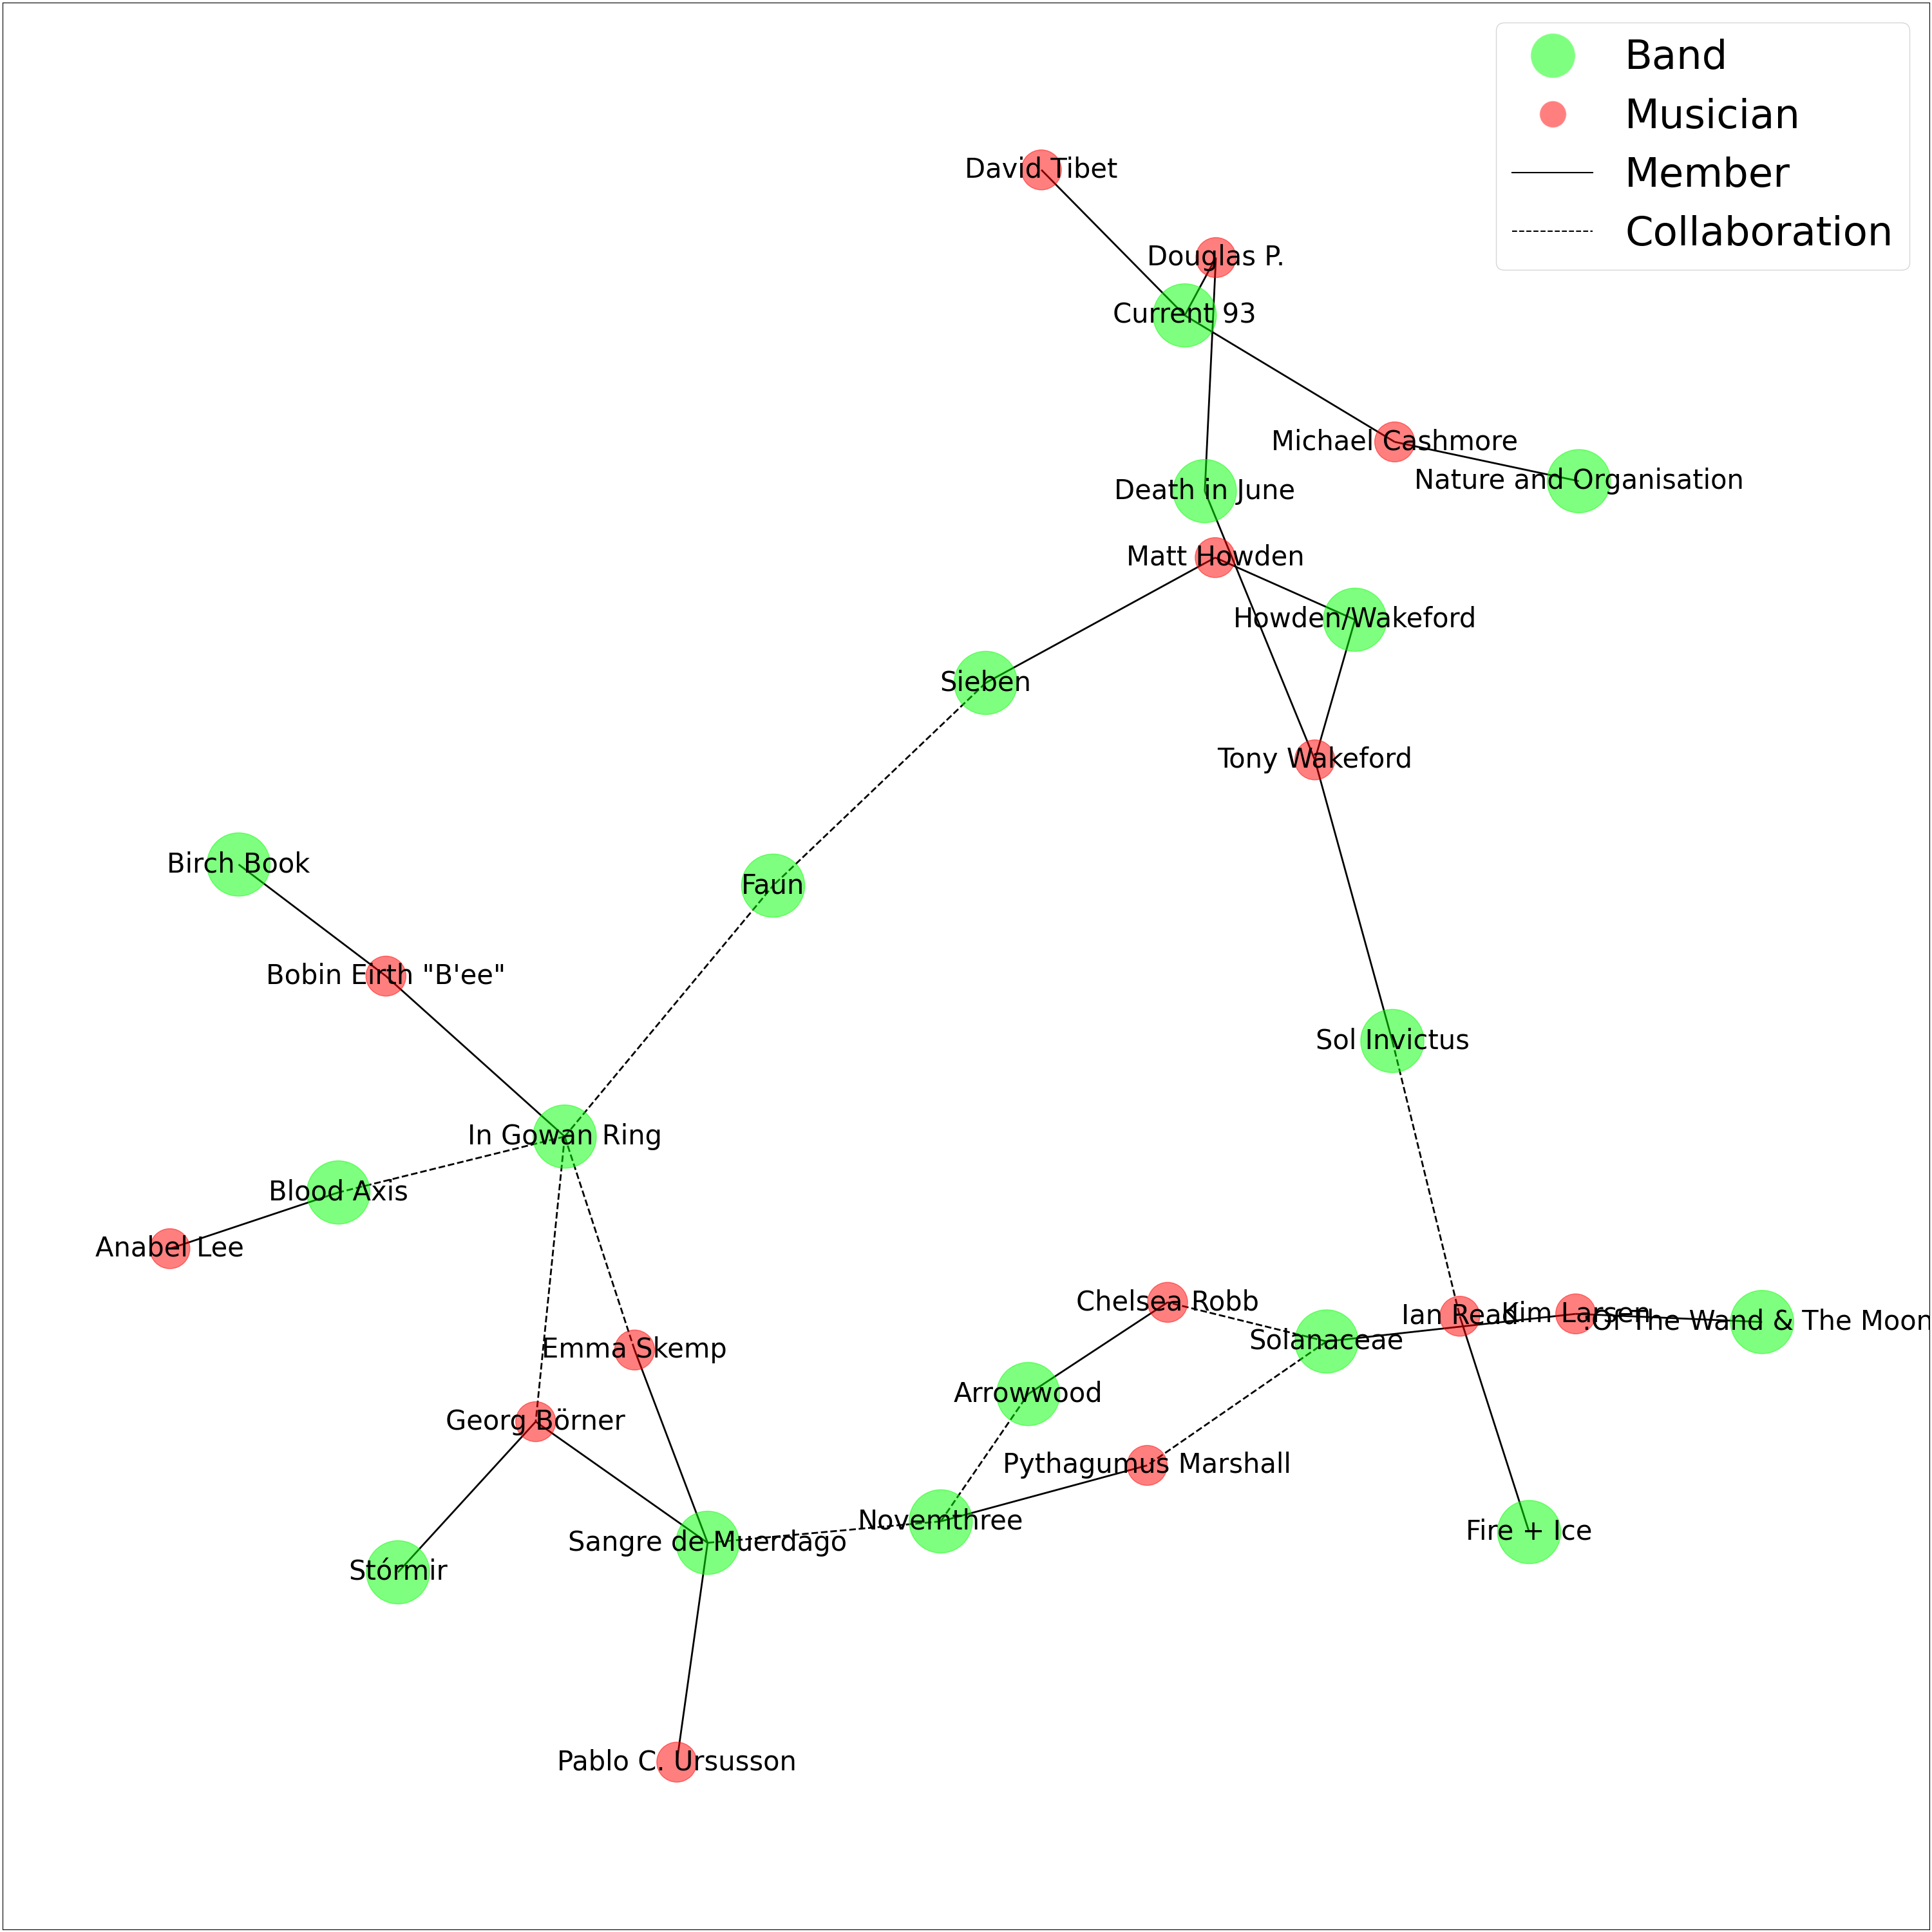 Band
Musician
Member
Collaboration
David Tibet
Douglas P.
Current 93
Michael Cashmore
Nature and Organisation
Death in June
Matt Howden
Howden/Wakeford
Sieben
Tony Wakeford
Birch Book
Faun
Bobin Eirth "B'ee"
Sol Invictus
In Gowan Ring
Blood Axis
Anabel Lee
Chelsea Robb
Ian Read
Kim Larsen
:Of The Wand & The Moon
Solanaceae
Emma Skemp
Arrowwood
Georg Börner
Pythagumus Marshall
Novemthree
Fire + Ice
Sangre de Muerdago
Stórmir
Pablo C. Ursusson